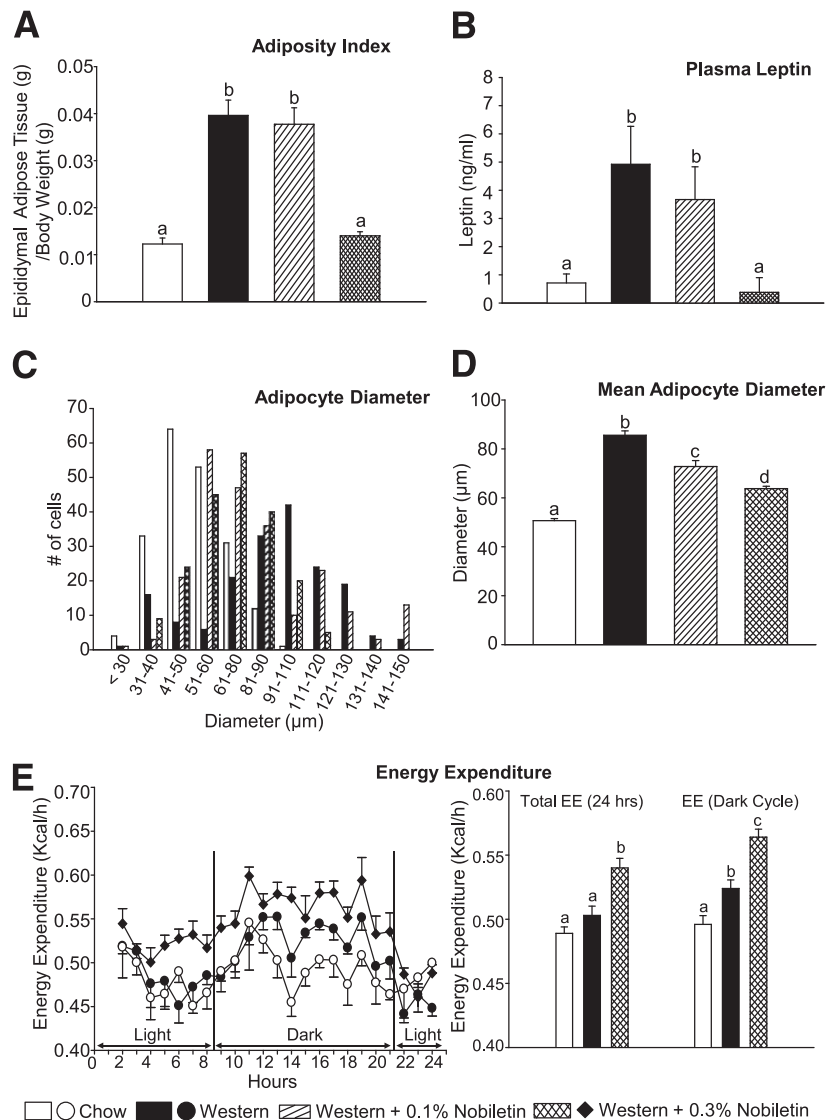 A
Adiposity Index
Epididymal Adipose Tissue (g)
/Body Weight (g)
0.05
0.04
0.03
0.02
0.01
0
a
b
b
a
B
Plasma Leptin
Leptin (ng/ml)
8
7
6
5
4
3
2
1
0
a
b
b
a
C
Adipocyte Diameter
# of cells
70
60
50
40
30
20
10
0
< 30
31-40
41-50
51-60
61-80
81-90
91-110
111-120
121-130
131-140
141-150
Diameter (µm)
D
Mean Adipocyte Diameter
Diameter (µm)
100
80
60
40
20
0
a
b
c
d
E
Energy Expenditure
Energy Expenditure (Kcal/h)
0.70
0.65
0.60
0.55
0.50
0.45
0.40
Light
Dark
Light
0 2 4 6 8 10 12 14 16 18 20 22 24
Hours
Energy Expenditure (Kcal/h)
0.60
0.55
0.50
0.45
0.40
Total EE (24 hrs)
EE (Dark Cycle)
a
a
b
a
b
c
Chow Western Western + 0.1% Nobiletin Western + 0.3% Nobiletin